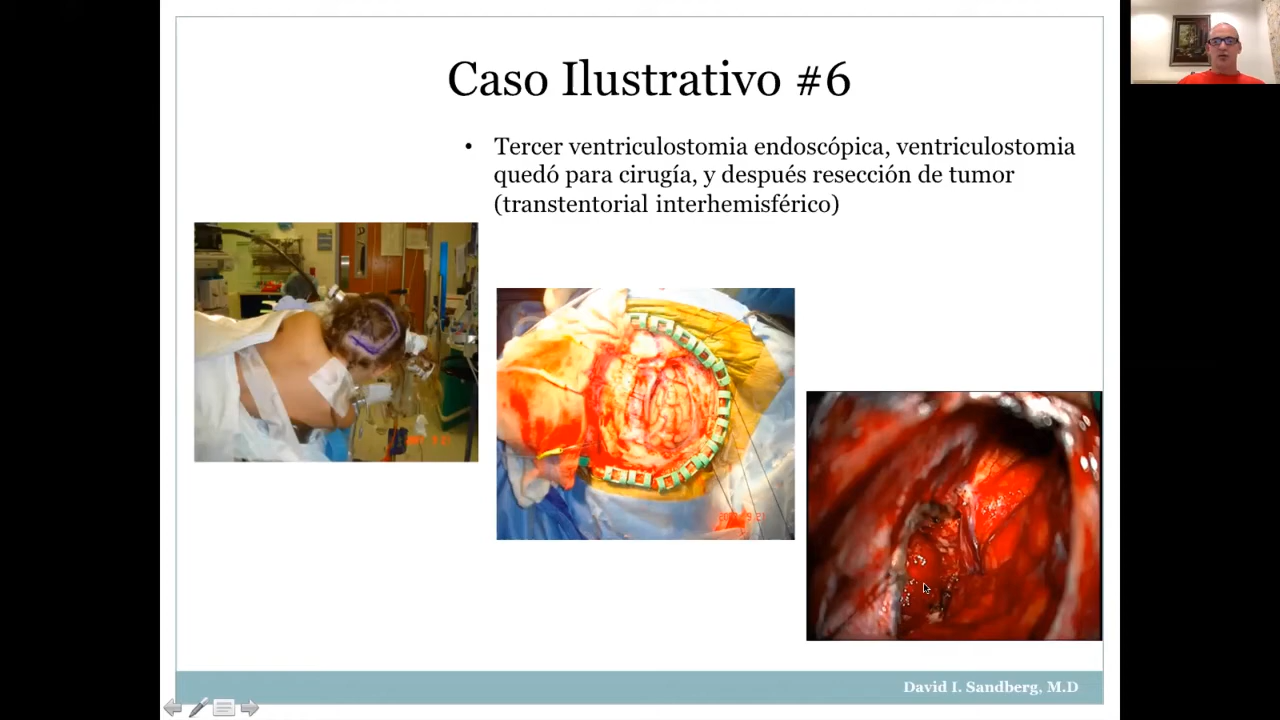 Caso Ilustrativo #6
• Tercer ventriculostomia endoscópica, ventriculostomia
quedó para cirugía, y después resección de tumor
(transtentorial interhemisférico)
David I. Sandberg, M.D